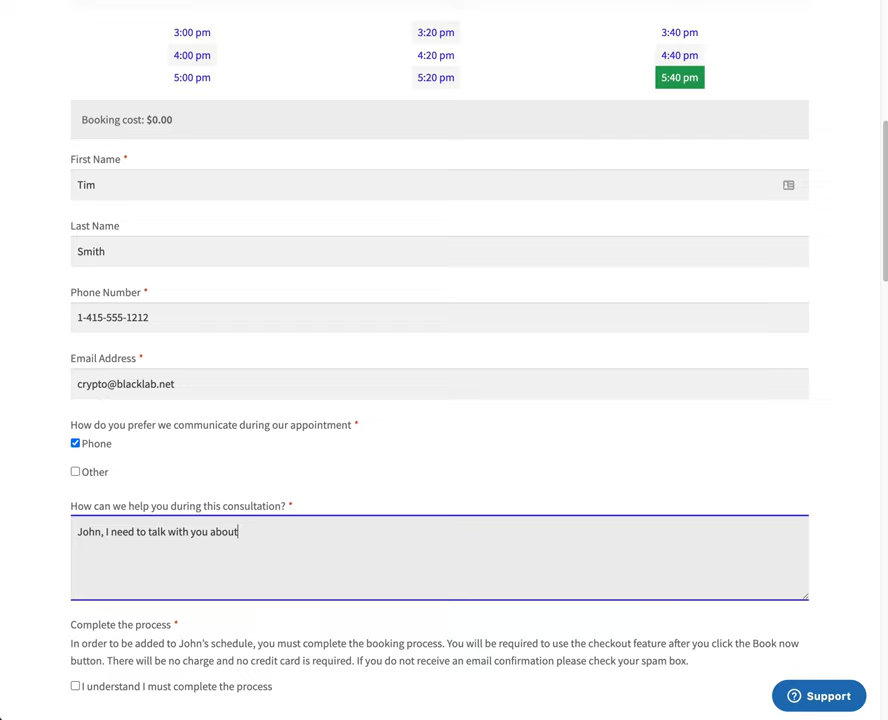 3:00 pm 3:20 pm 3:40 pm
4:00 pm 4:20 pm 4:40 pm
5:00 pm 5:20 pm 5:40 pm
Booking cost: $0.00
First Name *
Tim
Last Name
Smith
Phone Number *
1-415-555-1212
Email Address *
crypto@blacklab.net
How do you prefer we communicate during our appointment *
Phone
Other
How can we help you during this consultation? *
John, I need to talk with you about
Complete the process *
In order to be added to John's schedule, you must complete the booking process. You will be required to use the checkout feature after you click the Book now
button. There will be no charge and no credit card is required. If you do not receive an email confirmation please check your spam box.
I understand I must complete the process
Support